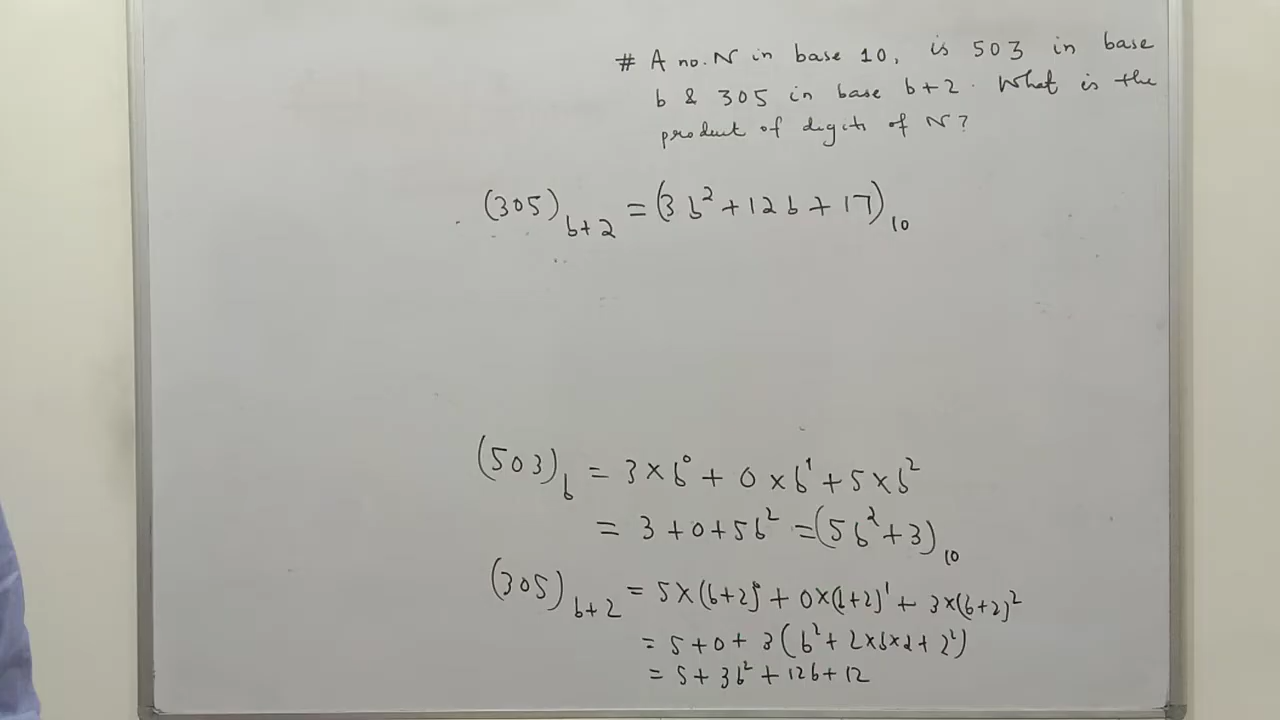 # A no. N in base 10, is 503 in base
b & 305 in base b+2. What is the
product of digits of N?
(305)_{b+2} = (3b² + 12b + 17)_{10}
(503)_b = 3×b⁰ + 0×b¹ + 5×b²
= 3 + 0 + 5b² = (5b² + 3)_{10}
(305)_{b+2} = 5×(b+2)⁰ + 0×(b+2)¹ + 3×(b+2)²
= 5 + 0 + 3(b² + 2×b×2 + 2²)
= 5 + 3b² + 12b + 12